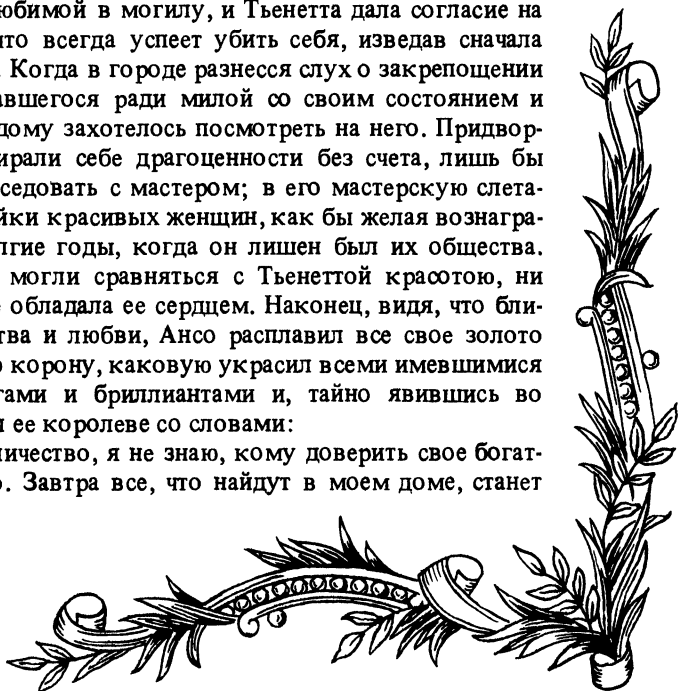 юбимой в могилу, и Тьенетта дала согласие на
что всегда успеет убить себя, изведав сначала
. Когда в городе разнесся слух о закрепощении
авшегося ради милой со своим состоянием и
дому захотелось посмотреть на него. Придвор-
ирали себе драгоценности без счета, лишь бы
седовать с мастером; в его мастерскую слета-
йки красивых женщин, как бы желая вознагра-
лгие годы, когда он лишен был их общества.
могли сравняться с Тьенеттой красотою, ни
обладала ее сердцем. Наконец, видя, что бли-
тва и любви, Ансо расплавил все свое золото
корону, каковую украсил всеми имевшимися
гами и бриллиантами и, тайно явившись во
ее королеве со словами:
личество, я не знаю, кому доверить свое богат-
. Завтра все, что найдут в моем доме, станет